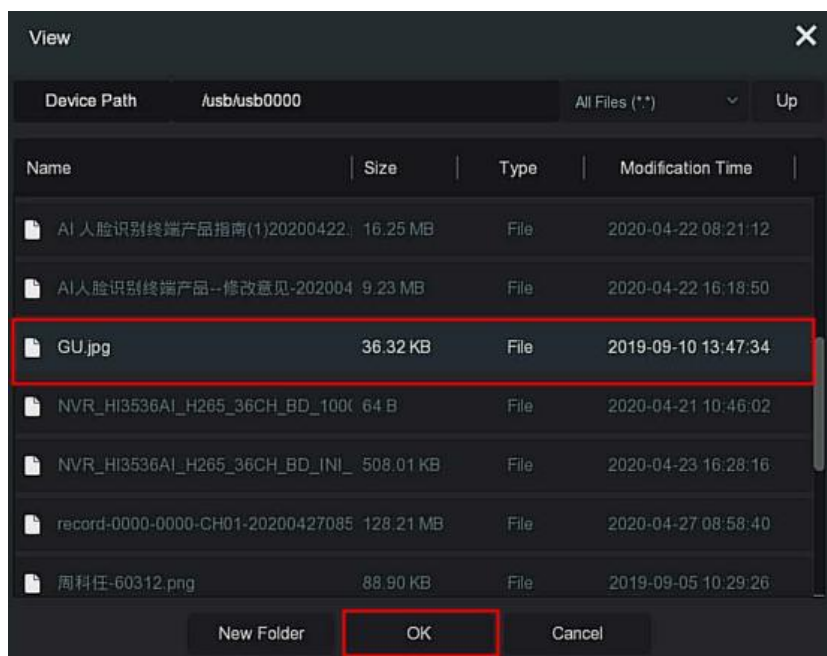 View
Device Path /usb/usb0000 All Files (*.*) Up
Name Size Type Modification Time
AI 人脸识别终端产品指南(1)20200422.; 16.25 MB File 2020-04-22 08:21:12
AI人脸识别终端产品--修改意见-202004 9.23 MB File 2020-04-22 16:18:50
GU.jpg 36.32 KB File 2019-09-10 13:47:34
NVR_HI3536AI_H265_36CH_BD_100( 64 B File 2020-04-21 10:46:02
NVR_HI3536AI_H265_36CH_BD_INI_ 508.01 KB File 2020-04-23 16:28:16
record-0000-0000-CH01-20200427085 128.21 MB File 2020-04-27 08:58:40
周科任-60312.png 88.90 KB File 2019-09-05 10:29:26
New Folder OK Cancel